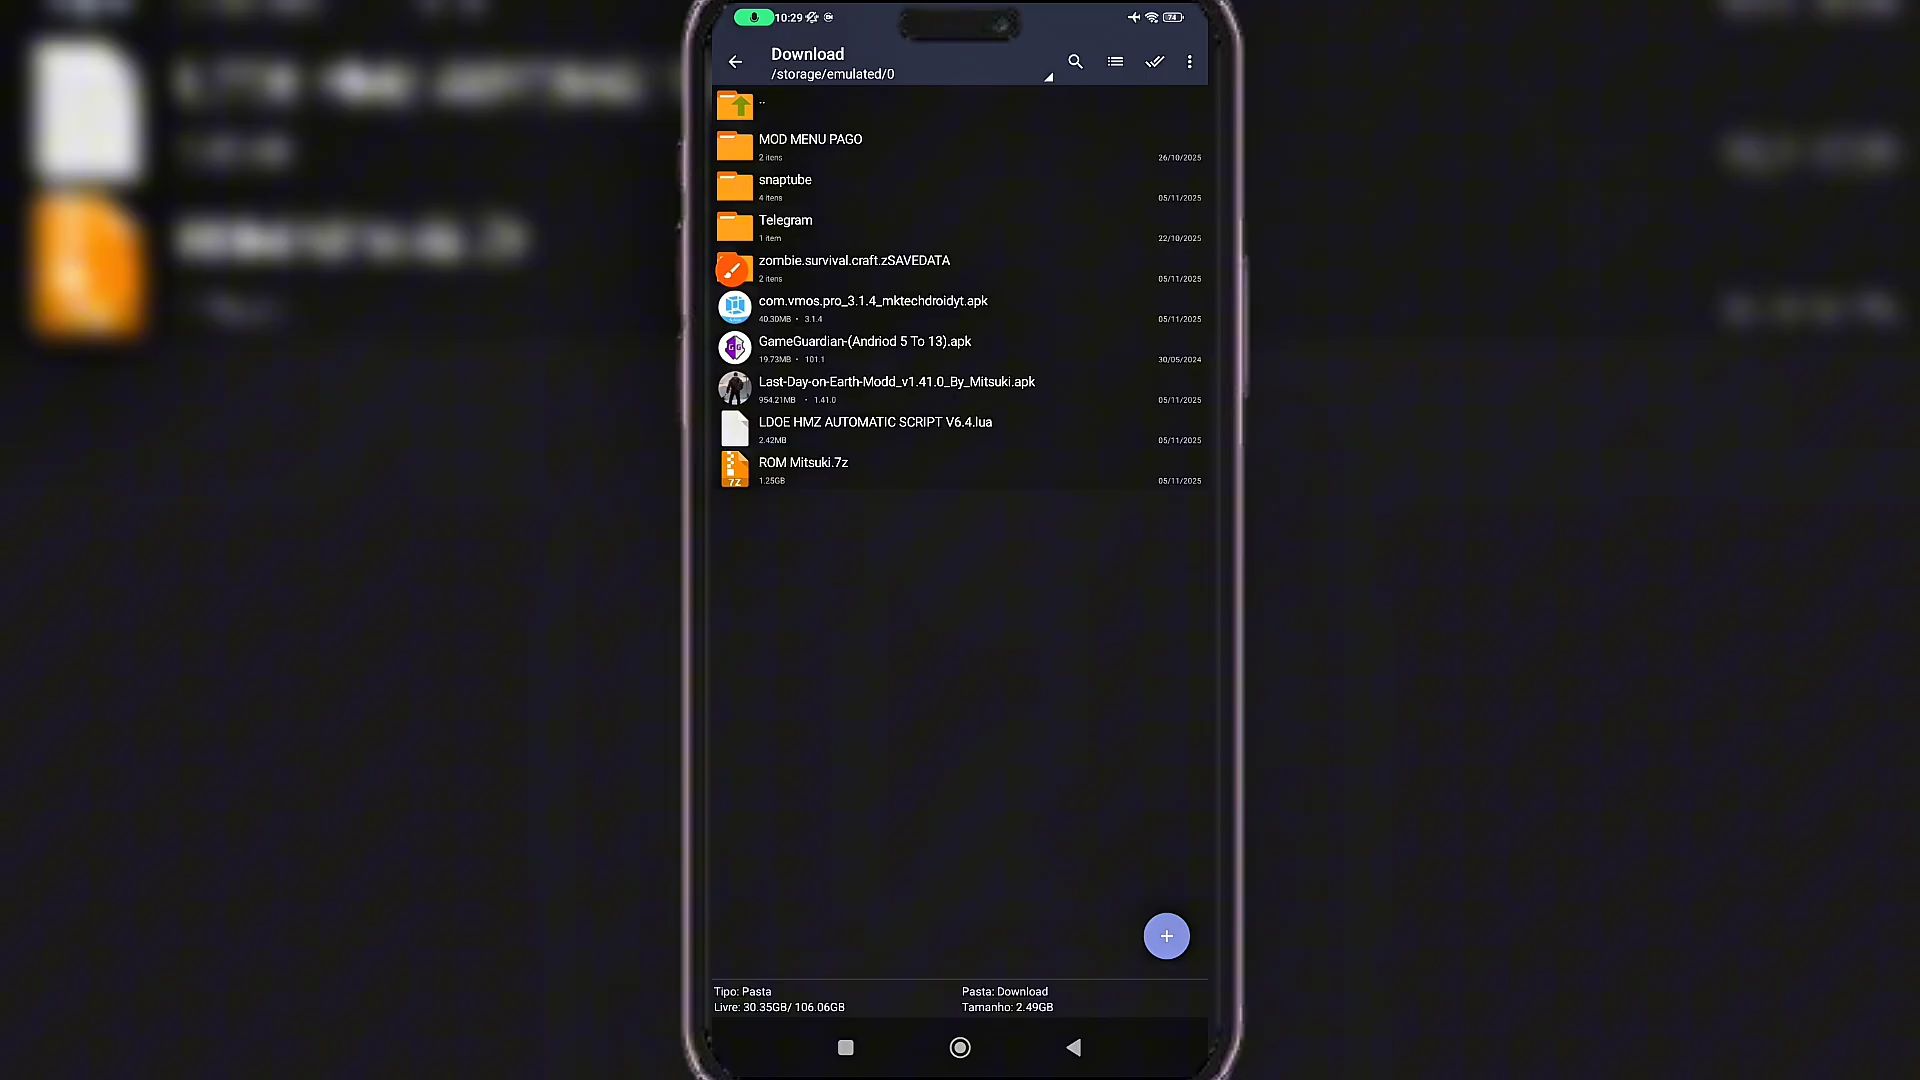 10:29
74
Download
/storage/emulated/0
..
MOD MENU PAGO
2 itens
26/10/2025
snaptube
4 itens
05/11/2025
Telegram
1 item
22/10/2025
zombie.survival.craft.zSAVEDATA
2 itens
05/11/2025
com.vmos.pro_3.1.4_mktechdroidyt.apk
40.30MB • 3.1.4
05/11/2025
GameGuardian-(Andriod 5 To 13).apk
19.73MB • 101.1
30/05/2024
Last-Day-on-Earth-Modd_v1.41.0_By_Mitsuki.apk
954.21MB • 1.41.0
05/11/2025
LDOE HMZ AUTOMATIC SCRIPT V6.4.lua
2.42MB
05/11/2025
7Z
ROM Mitsuki.7z
1.25GB
05/11/2025
Tipo: Pasta
Pasta: Download
Livre: 30.35GB/ 106.06GB
Tamanho: 2.49GB